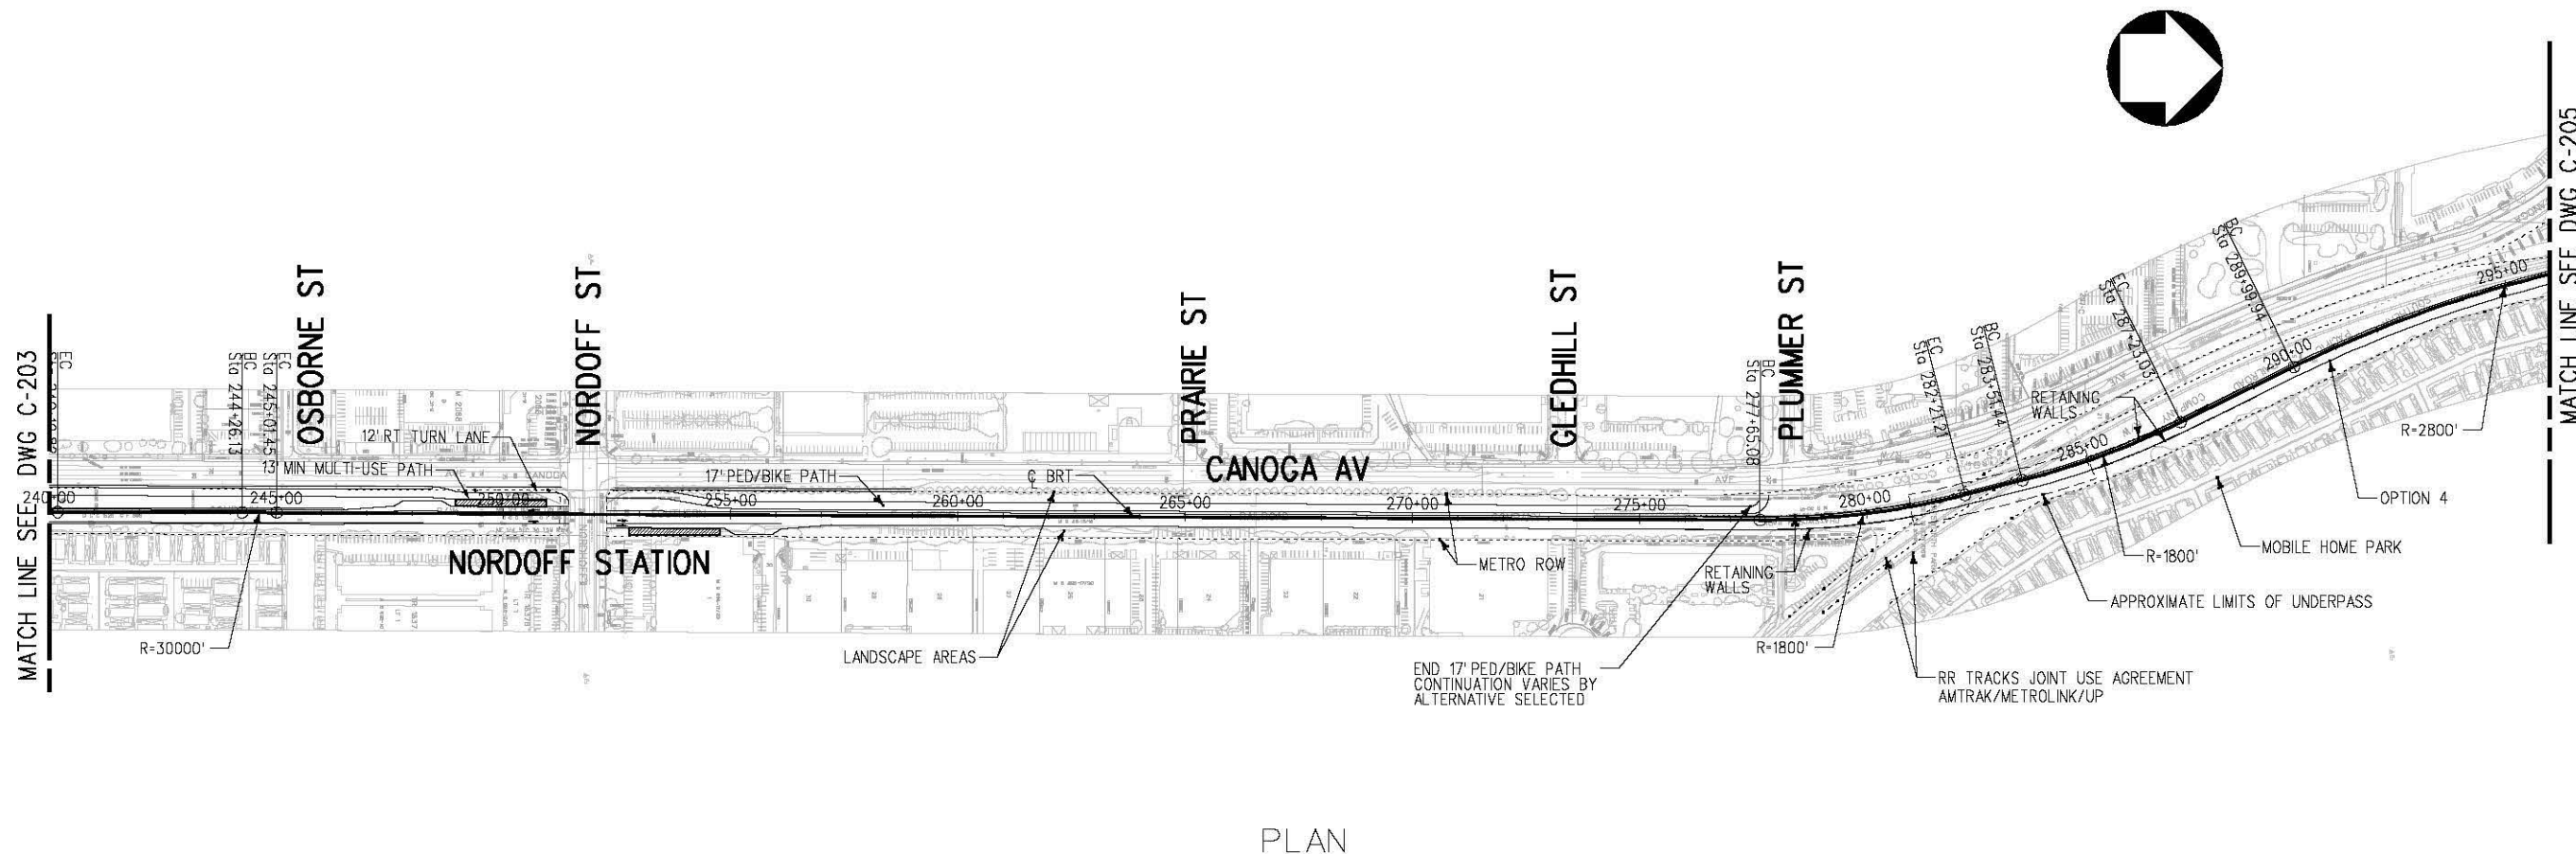 MATCH LINE SEE DWG C-203
EC
240+00
Sta 244+26.13
BC
Sta 245+01.45
EC
245+00
OSBORNE ST
12' RT TURN LANE
13' MIN MULTI-USE PATH
250+00
NORDOFF ST
NORDOFF STATION
R=30000'
17' PED/BIKE PATH
255+00
260+00
LANDSCAPE AREAS
℄ BRT
265+00
PRAIRIE ST
CANOGA AV
270+00
METRO ROW
GLEDHILL ST
275+00
BC
Sta 277+65.08
PLUMMER ST
RETAINING
WALLS
END 17' PED/BIKE PATH
CONTINUATION VARIES BY
ALTERNATIVE SELECTED
280+00
R=1800'
EC
Sta 282+21.21
BC
Sta 283+51.44
RETAINING
WALLS
285+00
EC
Sta 287+23.03
BC
Sta 289+99.94
290+00
295+00
R=2800'
OPTION 4
MOBILE HOME PARK
R=1800'
APPROXIMATE LIMITS OF UNDERPASS
RR TRACKS JOINT USE AGREEMENT
AMTRAK/METROLINK/UP
MATCH LINE SEE DWG C-205
PLAN